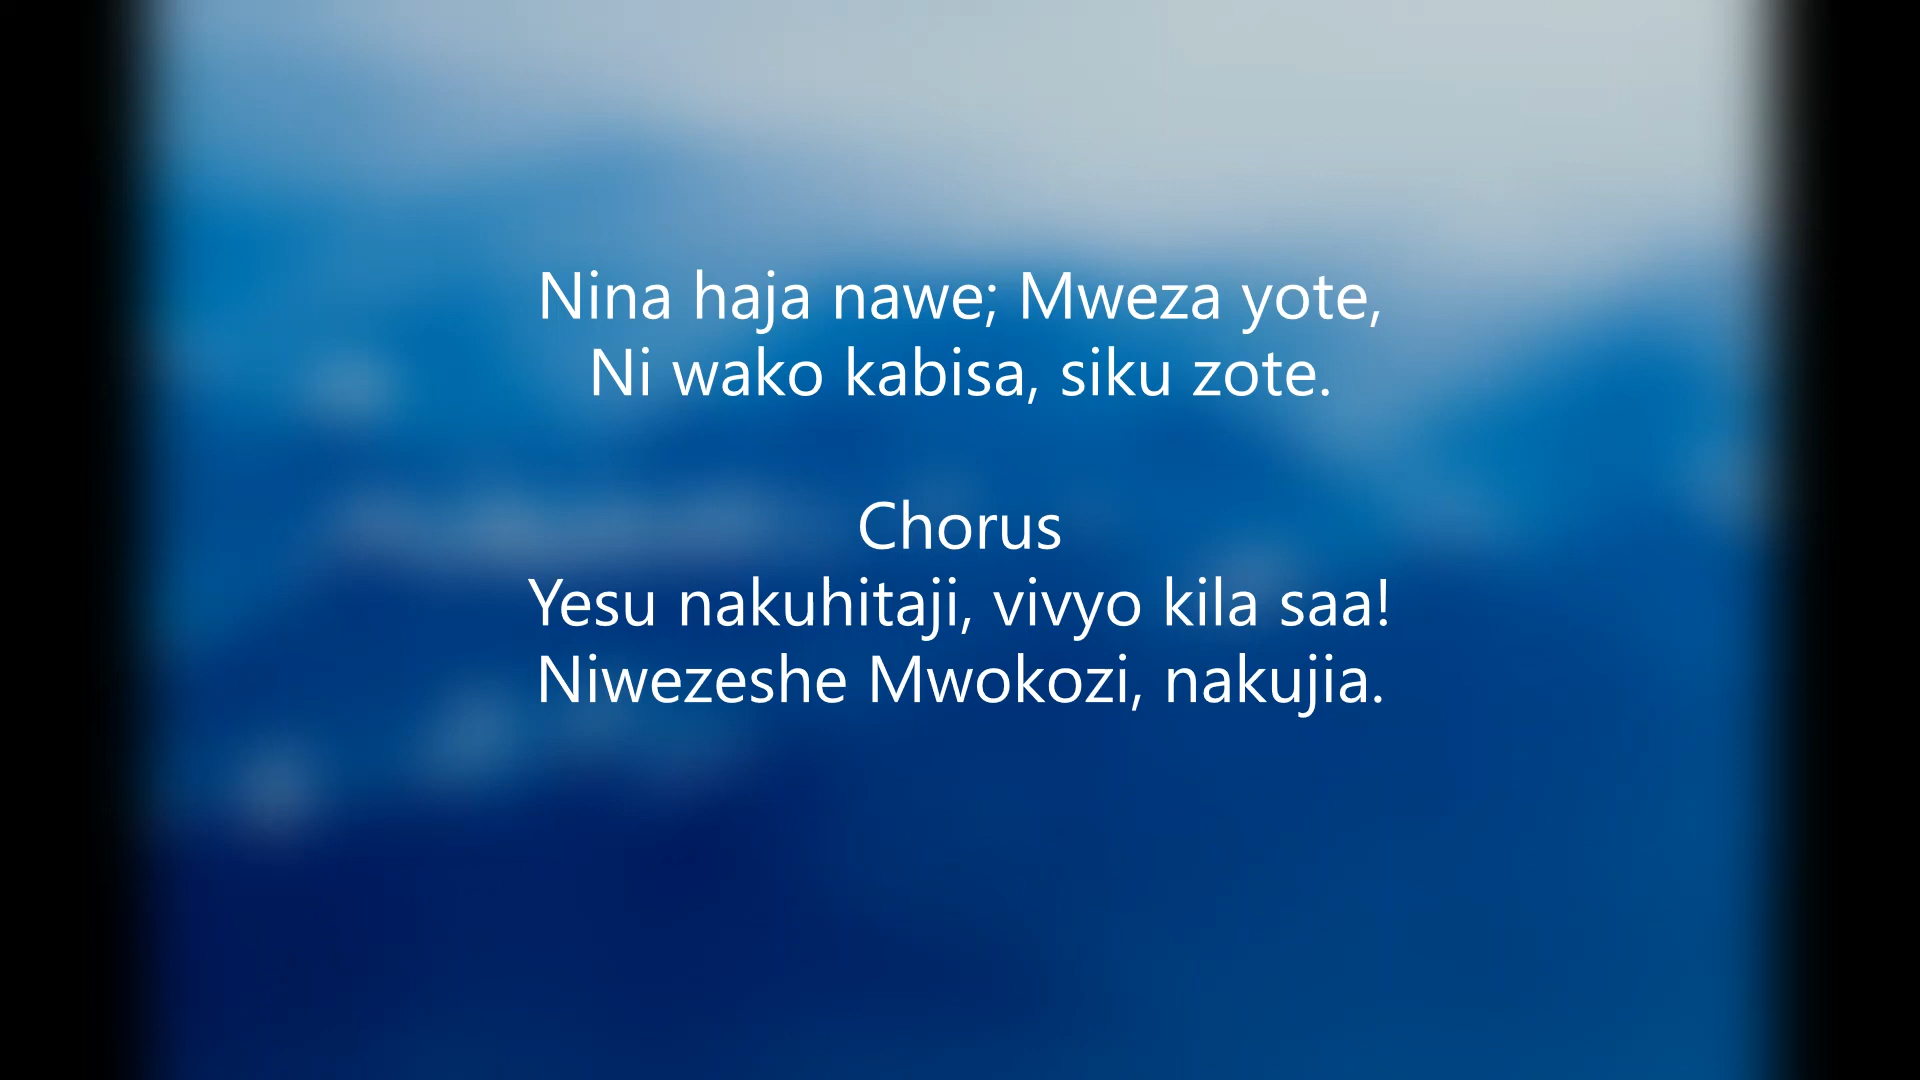 Nina haja nawe; Mweza yote,
Ni wako kabisa, siku zote.
Chorus
Yesu nakuhitaji, vivyo kila saa!
Niwezeshe Mwokozi, nakujia.